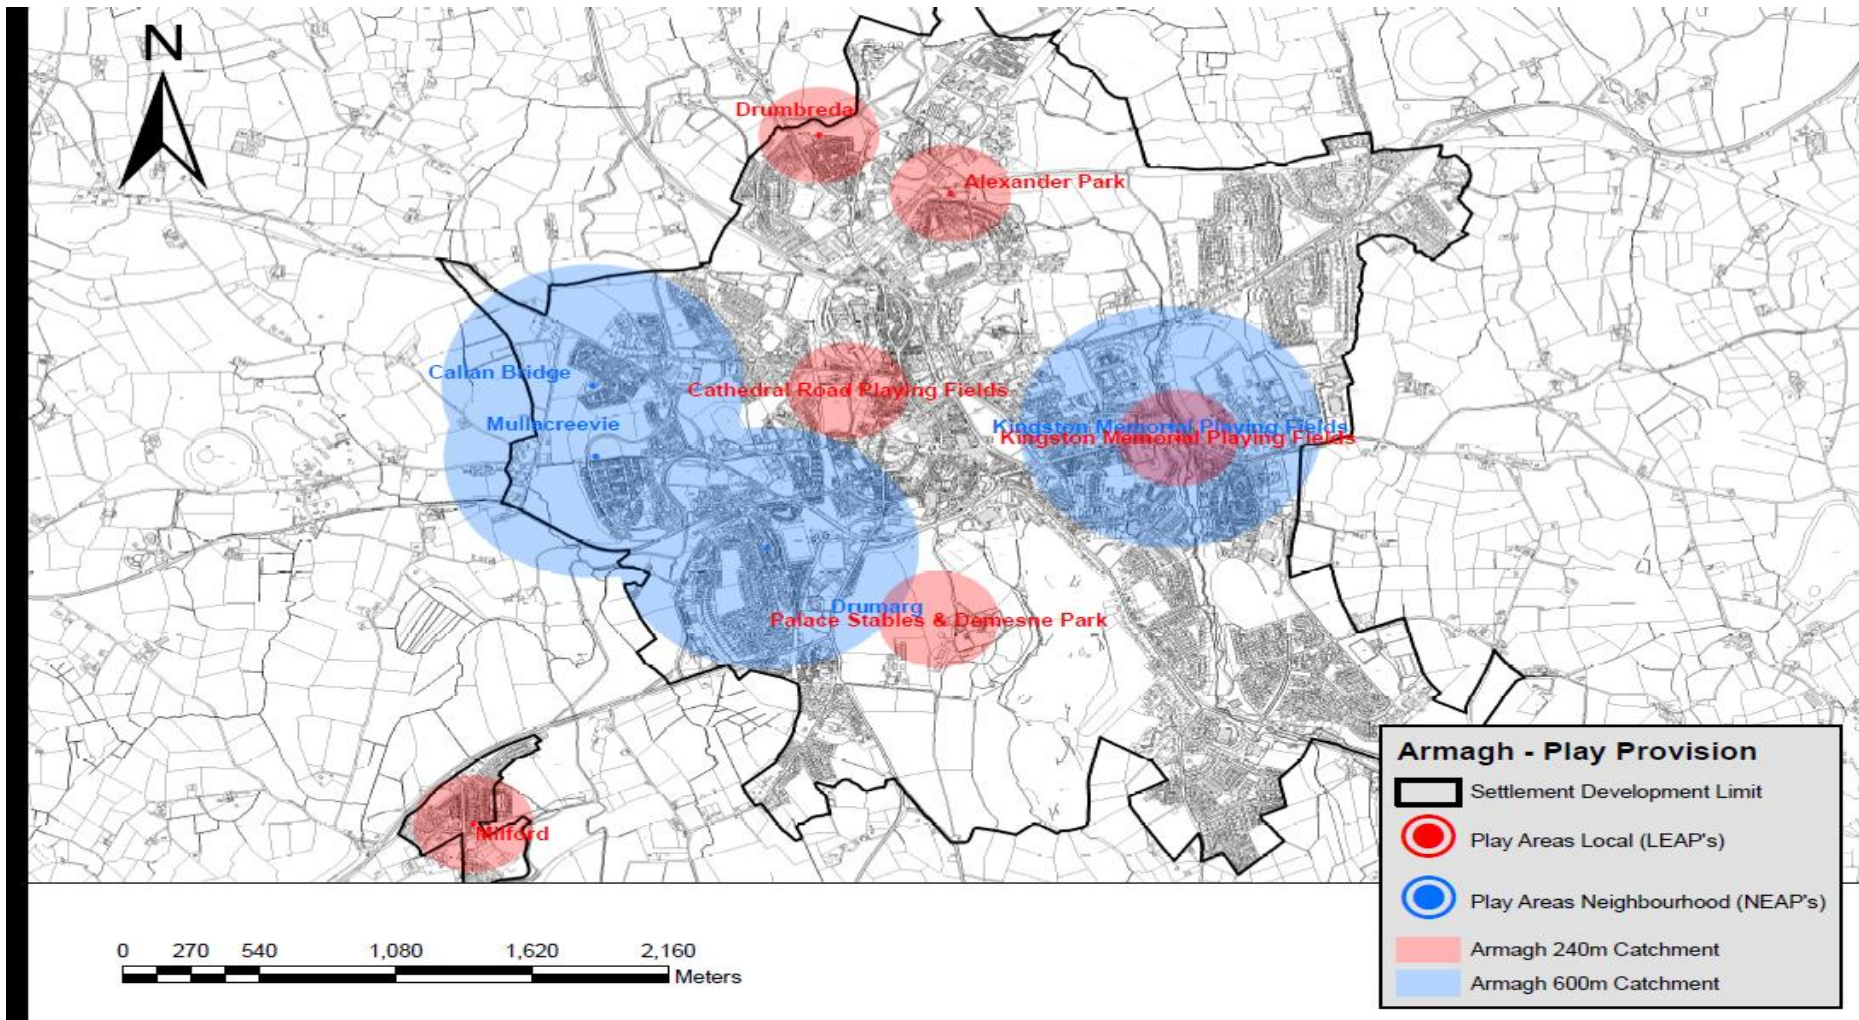 N
Drumbreda
Alexander Park
Callan Bridge
Cathedral Road Playing Fields
Mullacreevie
Kingston Memorial Playing Fields
Kingston Memorial Playing Fields
Drumarg
Palace Stables & Demesne Park
Milford
Armagh - Play Provision
Settlement Development Limit
Play Areas Local (LEAP's)
Play Areas Neighbourhood (NEAP's)
Armagh 240m Catchment
Armagh 600m Catchment
0 270 540 1,080 1,620 2,160
Meters